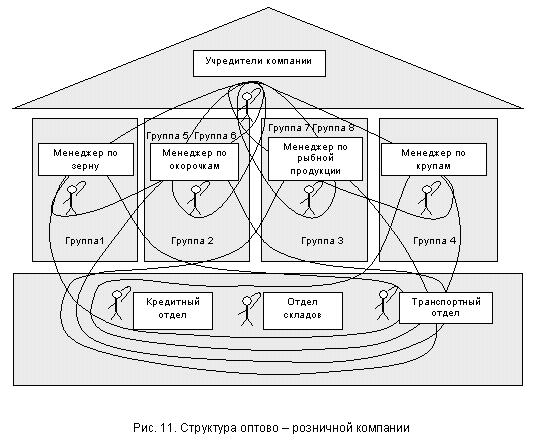 Учредители компании
Группа 5 Группа 6 Группа 7 Группа 8
Менеджер по
зерну
Менеджер по
окорочкам
Менеджер по
рыбной
продукции
Менеджер по
крупам
Группа1
Группа 2
Группа 3
Группа 4
Кредитный
отдел
Отдел
складов
Транспортный
отдел
Рис. 11. Структура оптово – розничной компании